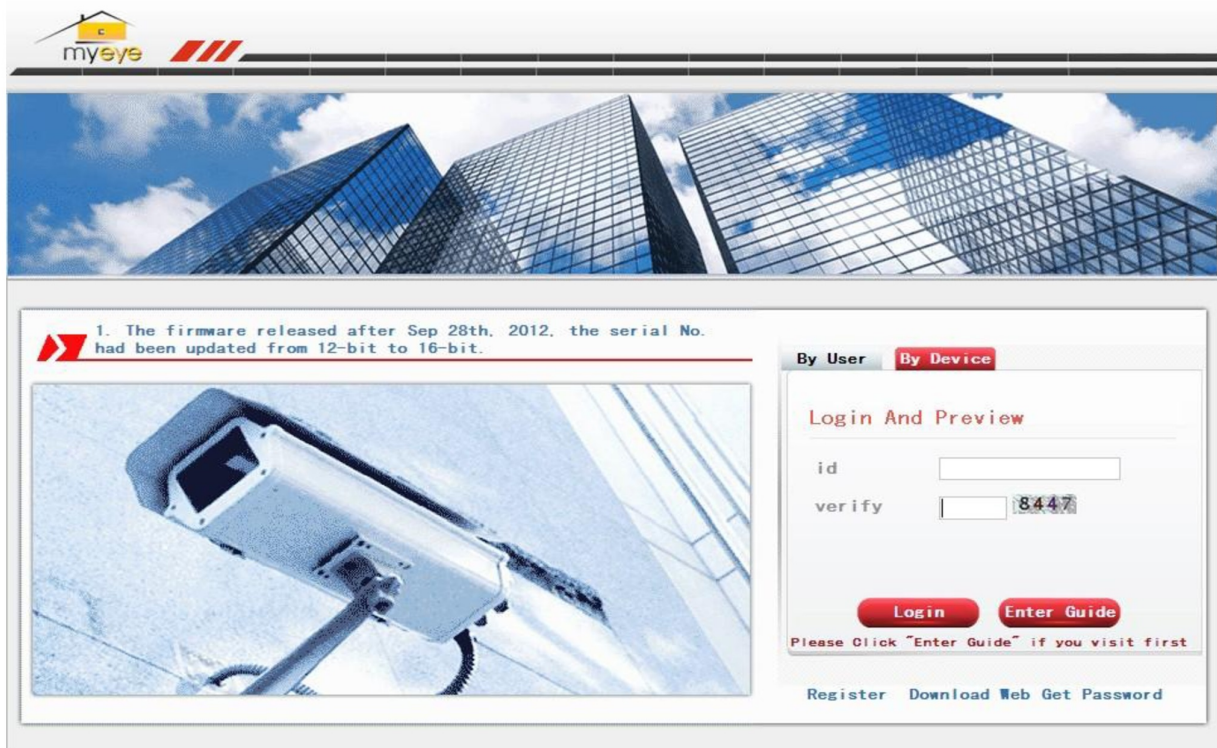 myeye
1. The firmware released after Sep 28th, 2012, the serial No.
had been updated from 12-bit to 16-bit.
By User By Device
Login And Preview
id
verify 8447
Login Enter Guide
Please Click "Enter Guide" if you visit first
Register Download Web Get Password